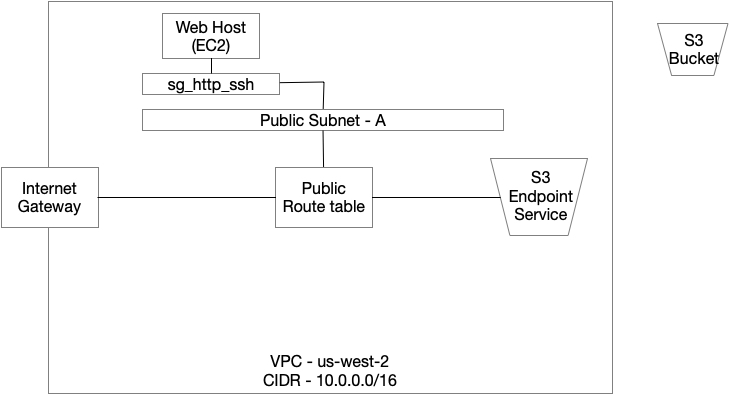 Web Host
(EC2)
S3
Bucket
sg_http_ssh
Public Subnet - A
Internet
Gateway
Public
Route table
S3
Endpoint
Service
VPC - us-west-2
CIDR - 10.0.0.0/16